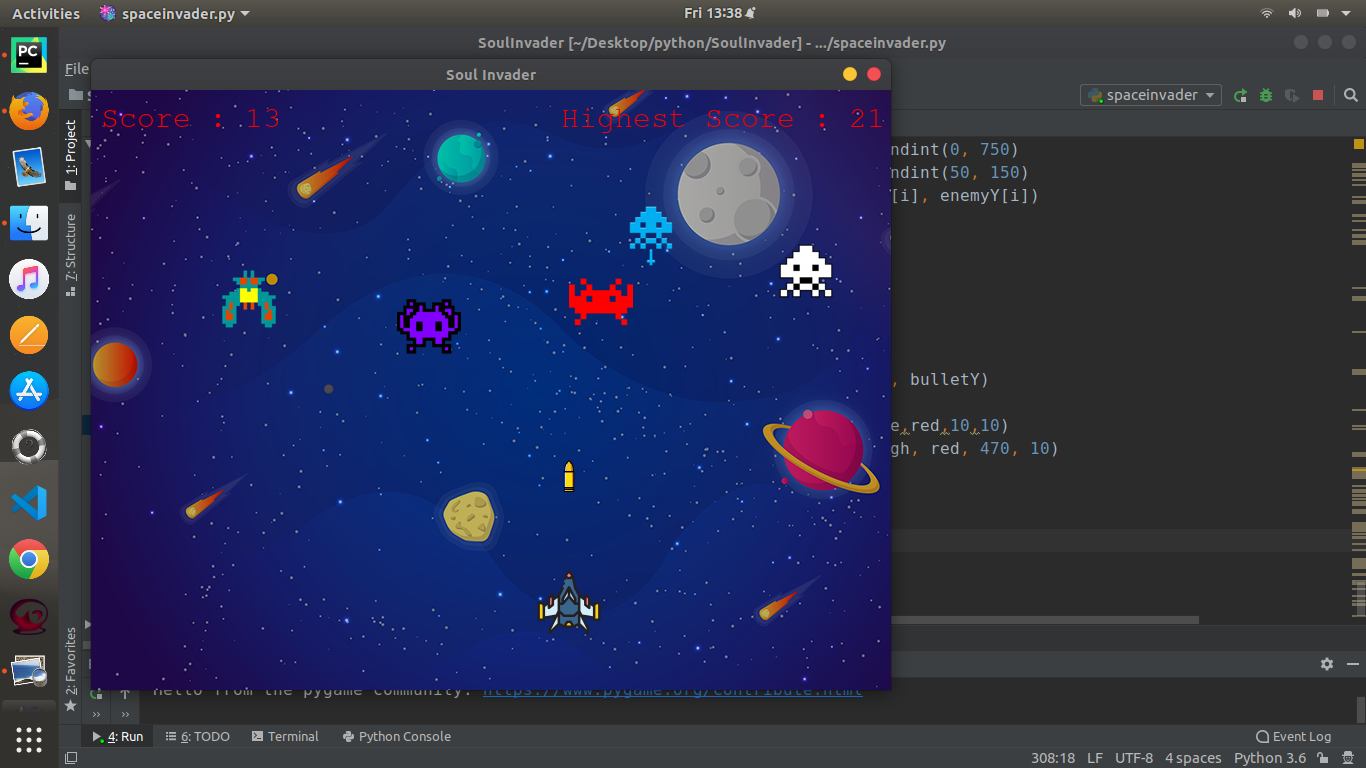 Activities spaceinvader.py Fri 13:38
SoulInvader [~/Desktop/python/SoulInvader] - .../spaceinvader.py
File
Soul Invader
spaceinvader
Score : 13 Highest Score : 21
PC
1: Project
7: Structure
2: Favorites
ndint(0, 750)
ndint(50, 150)
Y[i], enemyY[i])
, bulletY)
e,red,10,10)
gh, red, 470, 10)
Hello from the pygame community. https://www.pygame.org/contribute.html
4: Run 6: TODO Terminal Python Console Event Log
308:18 LF UTF-8 4 spaces Python 3.6